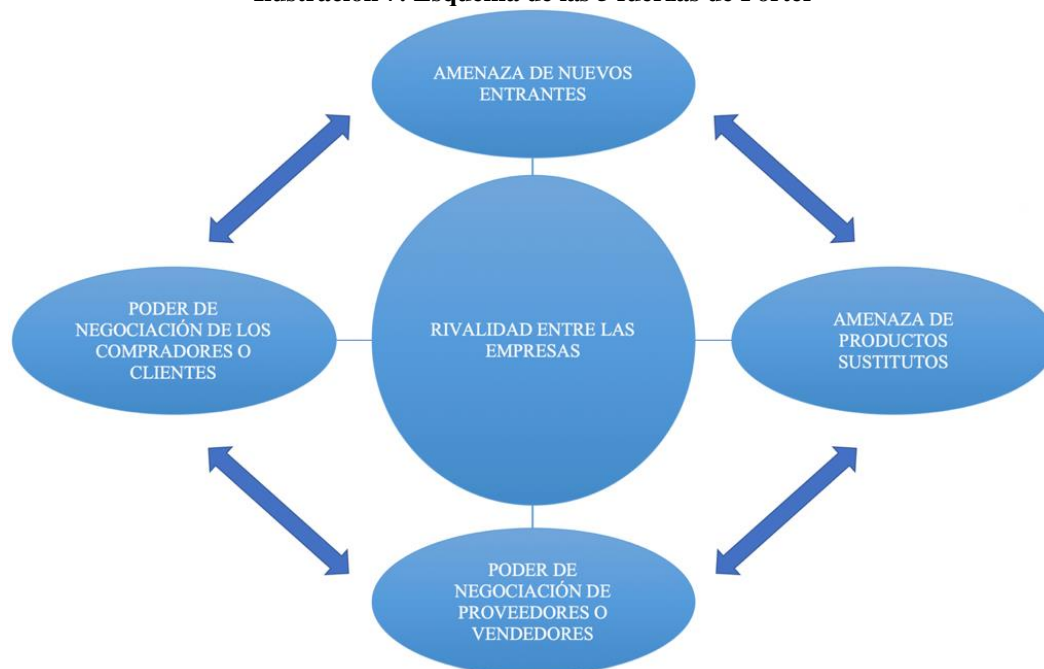 AMENAZA DE NUEVOS
ENTRANTES
PODER DE
NEGOCIACIÓN DE LOS
COMPRADORES O
CLIENTES
RIVALIDAD ENTRE LAS
EMPRESAS
AMENAZA DE
PRODUCTOS
SUSTITUTOS
PODER DE
NEGOCIACIÓN DE
PROVEEDORES O
VENDEDORES